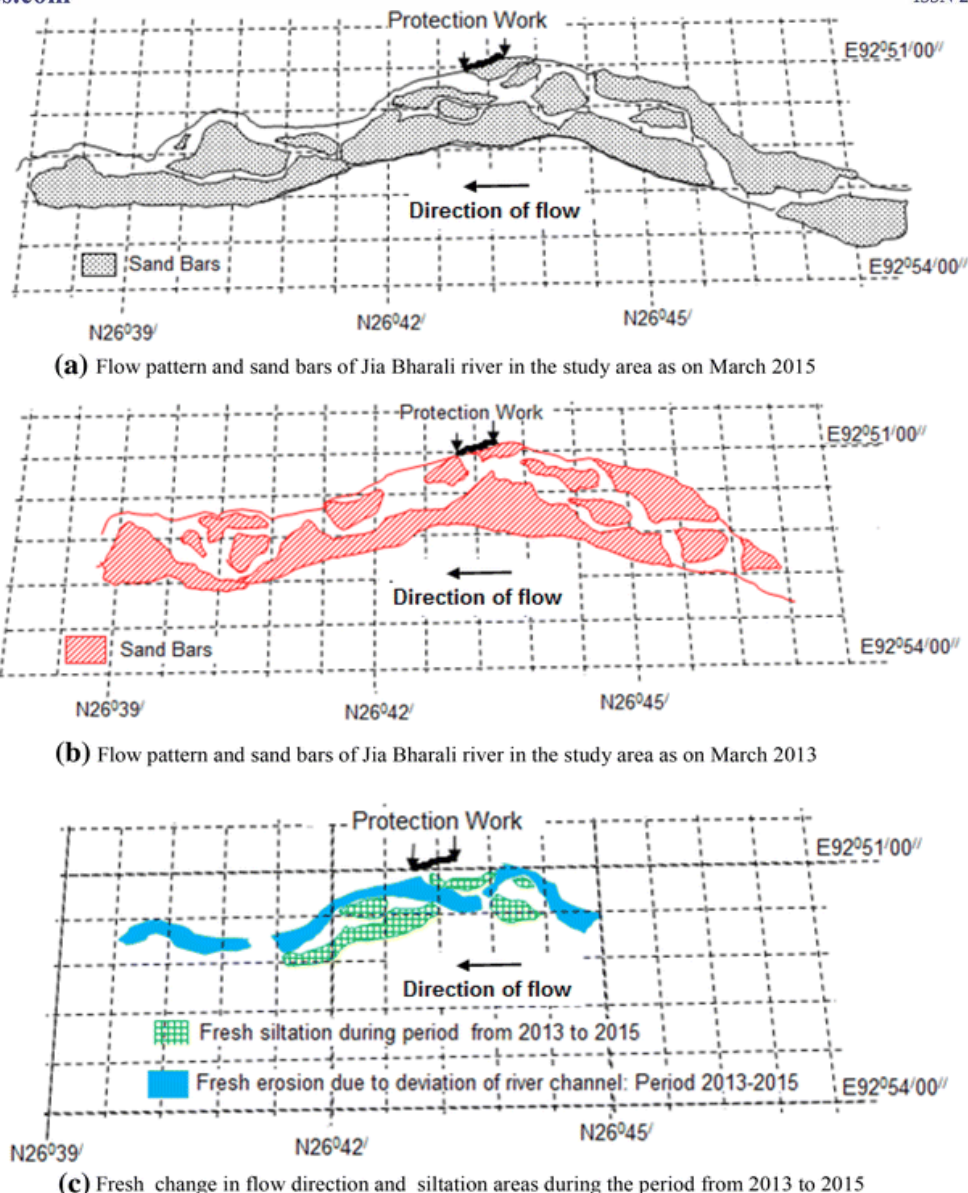 s.com
ISSN 2
Protection Work
E92⁰51/00//
Direction of flow
Sand Bars
E92⁰54/00//
N26⁰39/
N26⁰42/
N26⁰45/
(a) Flow pattern and sand bars of Jia Bharali river in the study area as on March 2015
Protection Work
E92⁰51/00//
Direction of flow
Sand Bars
E92⁰54/00//
N26⁰39/
N26⁰42/
N26⁰45/
(b) Flow pattern and sand bars of Jia Bharali river in the study area as on March 2013
Protection Work
E92⁰51/00//
Direction of flow
Fresh siltation during period from 2013 to 2015
Fresh erosion due to deviation of river channel: Period 2013-2015
E92⁰54/00//
N26⁰39/
N26⁰42/
N26⁰45/
(c) Fresh change in flow direction and siltation areas during the period from 2013 to 2015